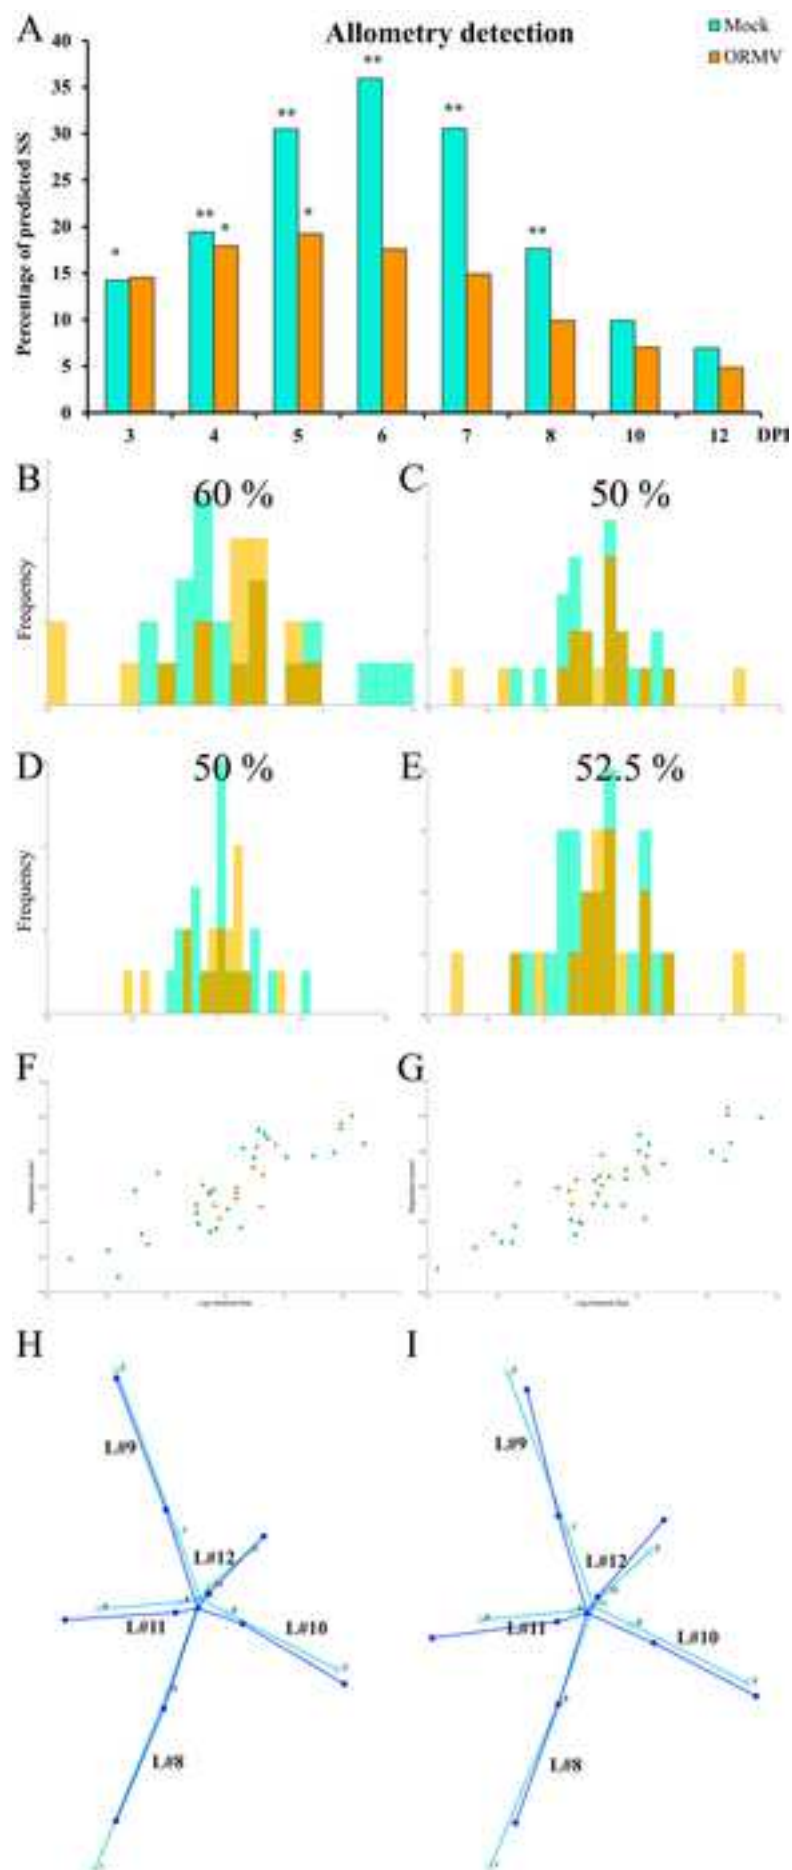 A
Allometry detection
Mock
ORMV
Percentage of predicted SS
40
35
30
25
20
15
10
5
0
* ** * ** * ** ** **
3 4 5 6 7 8 10 12 DPI
B
60 %
C
50 %
Frequency
D
50 %
E
52.5 %
Frequency
F
G
H
I
L#9
L#9
L#12
L#12
L#11
L#10
L#11
L#10
L#8
L#8